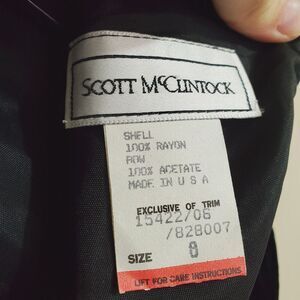 SCOTT MCCLINTOCK
SHELL
100% RAYON
BOW
100% ACETATE
MADE IN U S A
EXCLUSIVE OF TRIM
15422/06
/828007
SIZE 8
LIFT FOR CARE INSTRUCTIONS